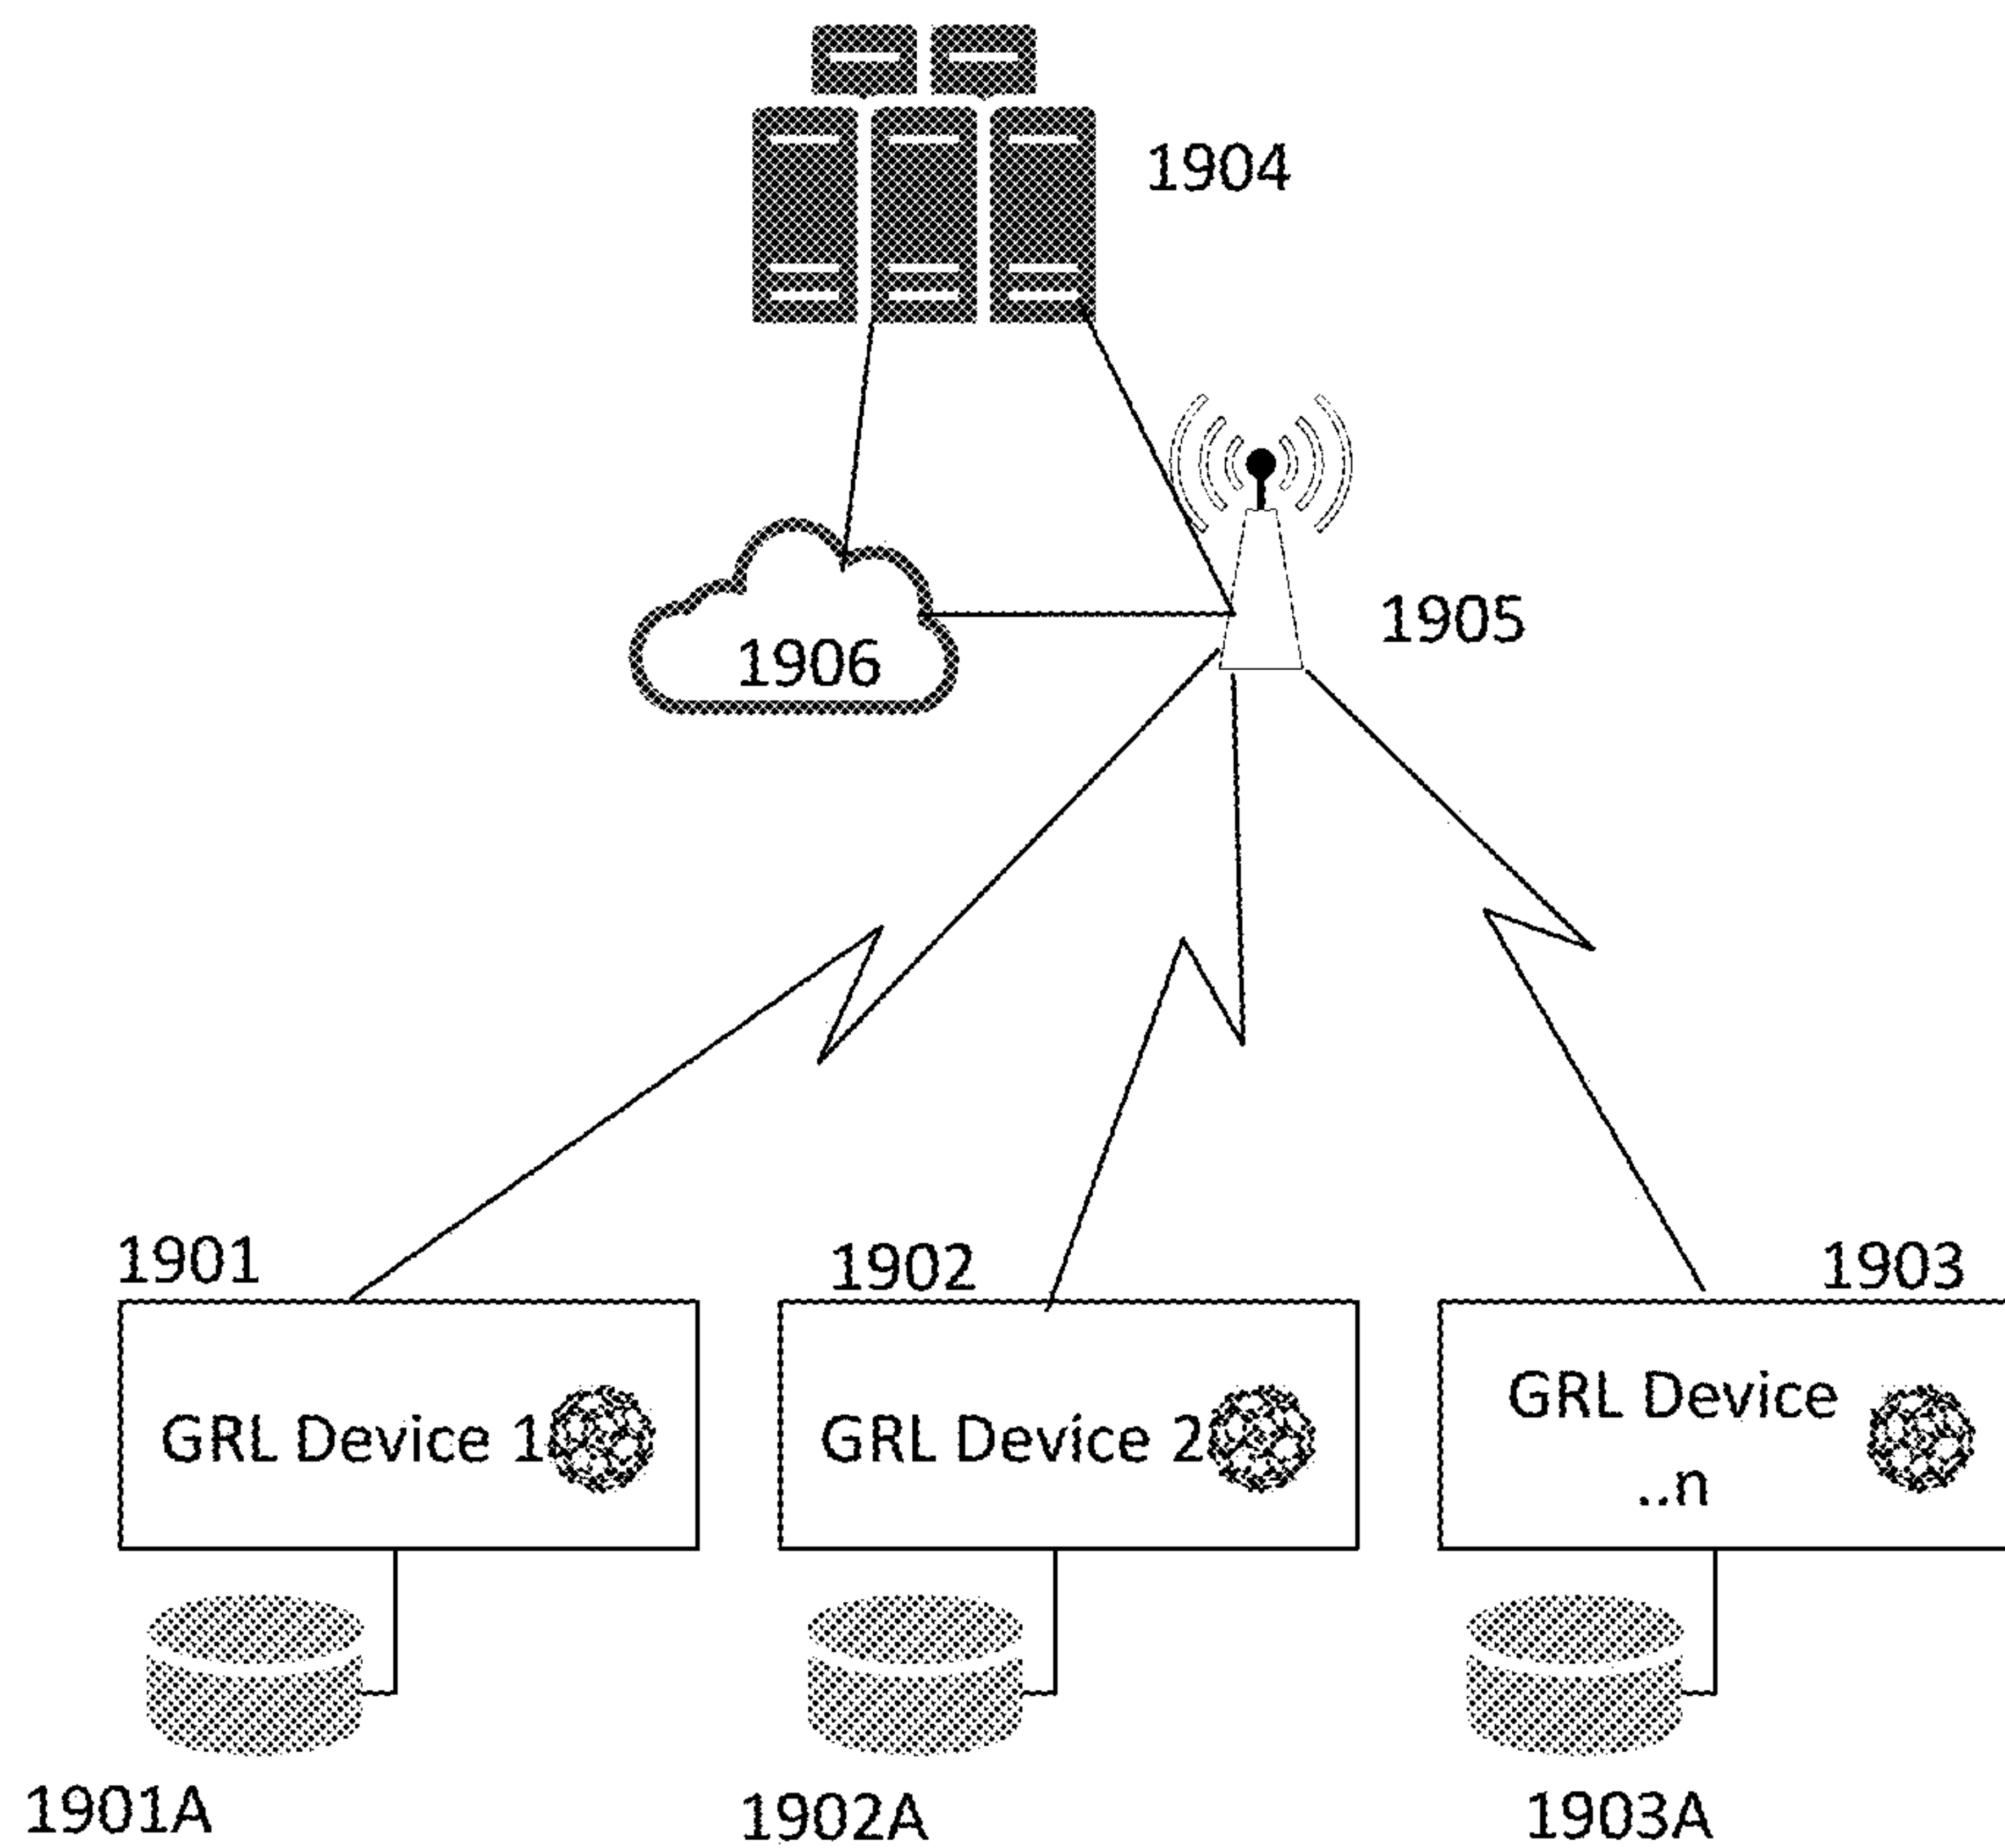 1904
1905
1906
1901
1902
1903
GRL Device 1
GRL Device 2
GRL Device
..n
1901A
1902A
1903A